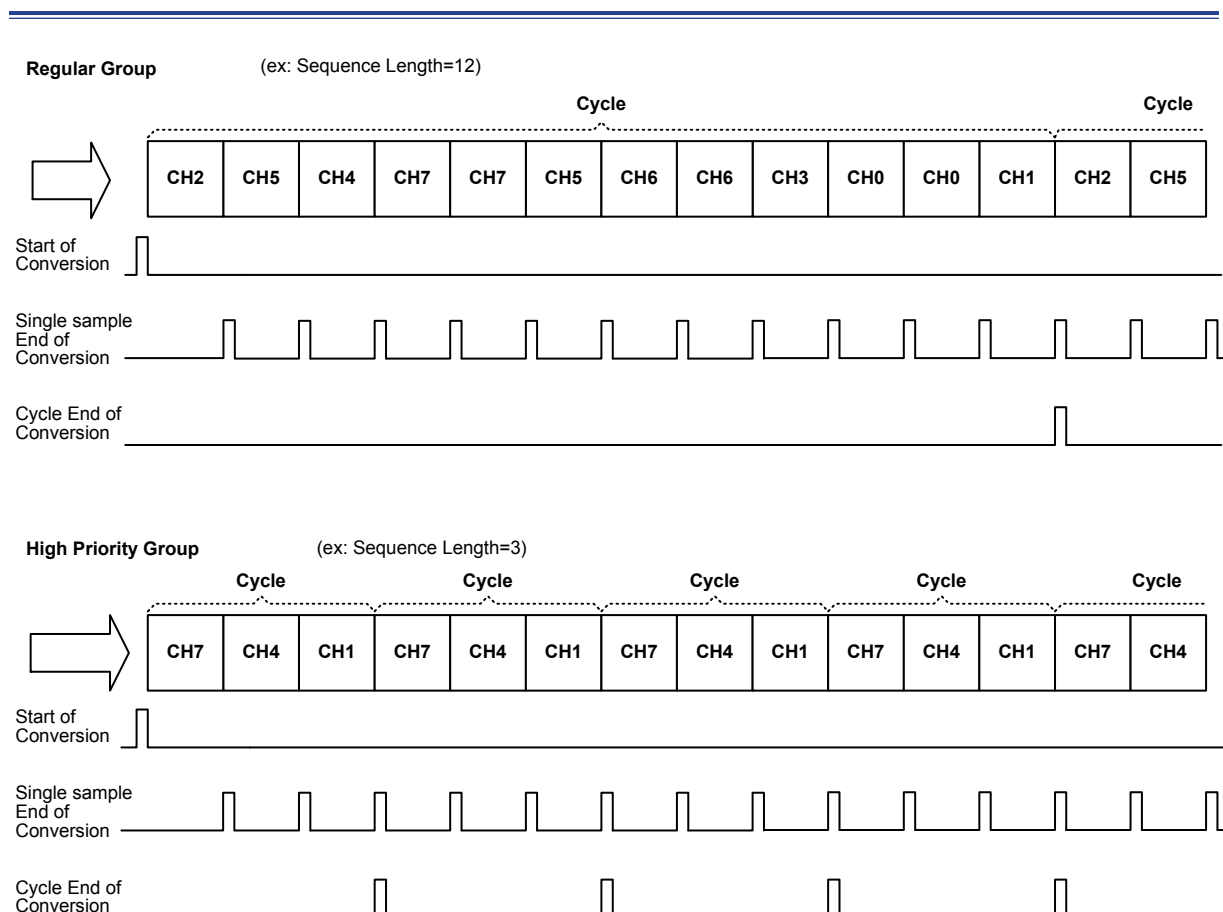 Regular Group (ex: Sequence Length=12)
Cycle Cycle
CH2 CH5 CH4 CH7 CH7 CH5 CH6 CH6 CH3 CH0 CH0 CH1 CH2 CH5
Start of
Conversion
Single sample
End of
Conversion
Cycle End of
Conversion
High Priority Group (ex: Sequence Length=3)
Cycle Cycle Cycle Cycle Cycle
CH7 CH4 CH1 CH7 CH4 CH1 CH7 CH4 CH1 CH7 CH4 CH1 CH7 CH4
Start of
Conversion
Single sample
End of
Conversion
Cycle End of
Conversion